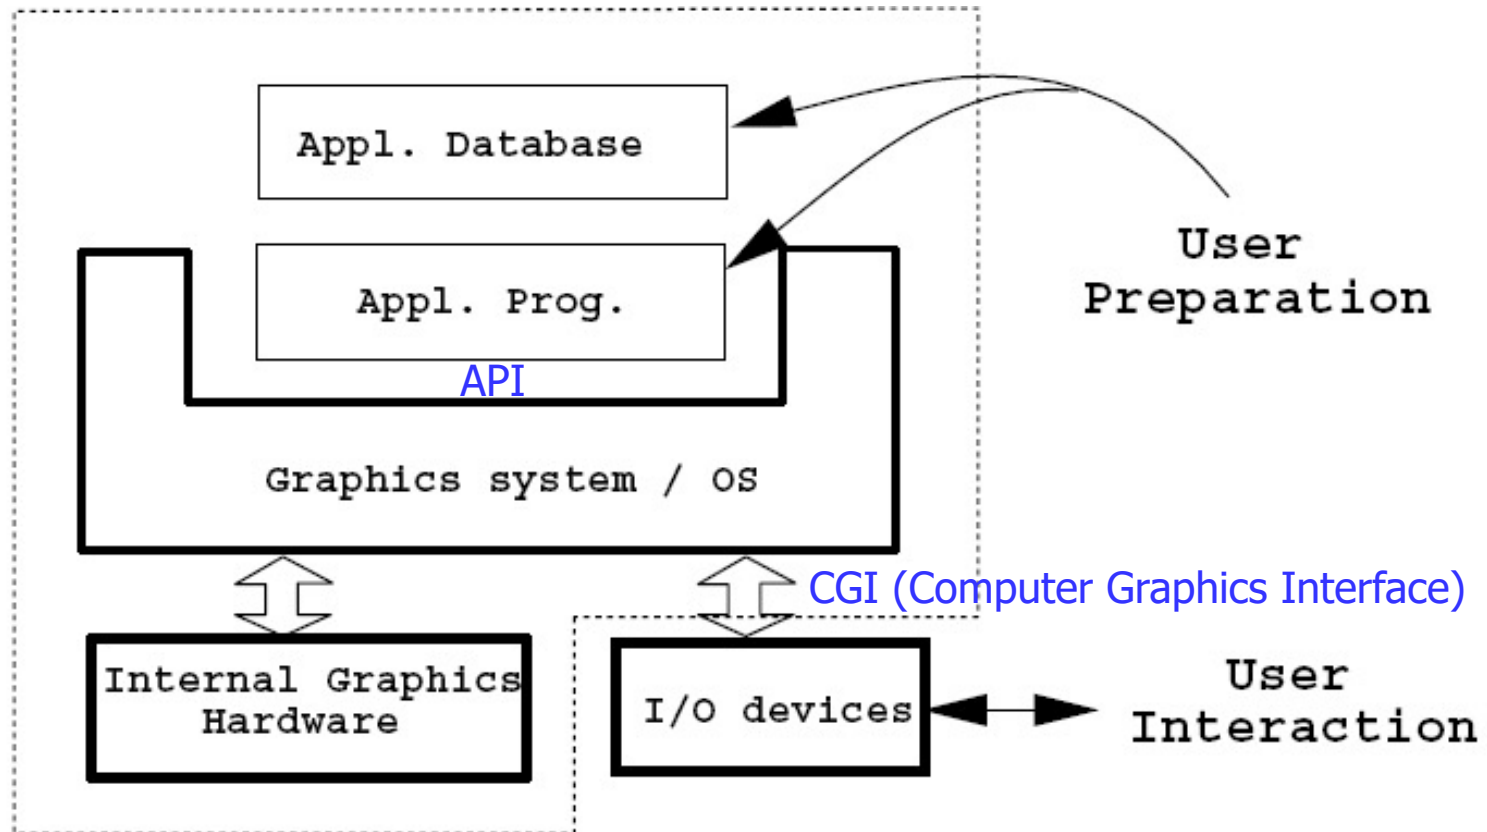 Appl. Database
User
Preparation
Appl. Prog.
API
Graphics system / OS
CGI (Computer Graphics Interface)
Internal Graphics
Hardware
I/O devices
User
Interaction